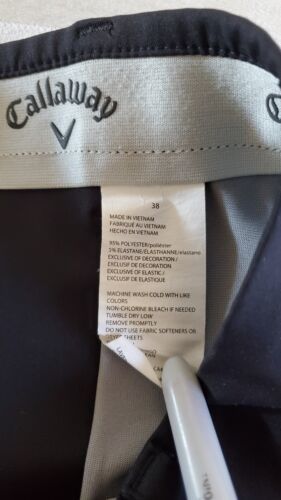 Callaway
Ca
38
MADE IN VIETNAM
FABRIQUE AU VIETNAM
HECHO EN VIETNAM
95% POLYESTER/poliéster
5% ELASTANE/ELASTHANNE/elastano
EXCLUSIVE OF DECORATION/
EXCLUSIF DE DECORATION
EXCLUSIVE OF ELASTIC /
EXCLUSIF DE ELASTIQUE
MACHINE WASH COLD WITH LIKE
COLORS
NON-CHLORINE BLEACH IF NEEDED
TUMBLE DRY LOW
REMOVE PROMPTLY
DO NOT USE FABRIC SOFTENERS OR
SHEETS